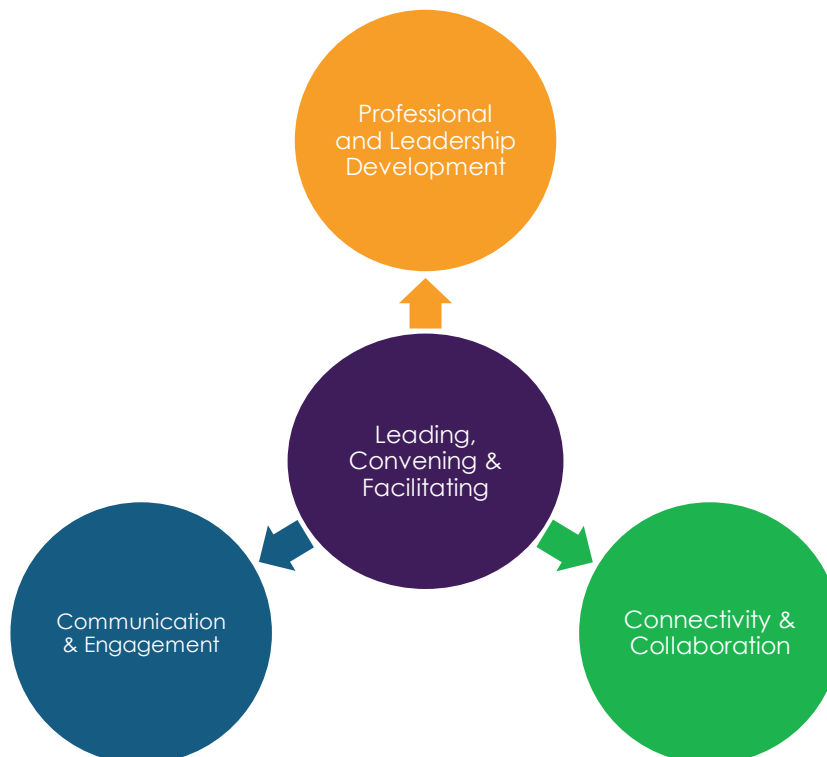 Professional
and Leadership
Development
Leading,
Convening &
Facilitating
Communication
& Engagement
Connectivity &
Collaboration